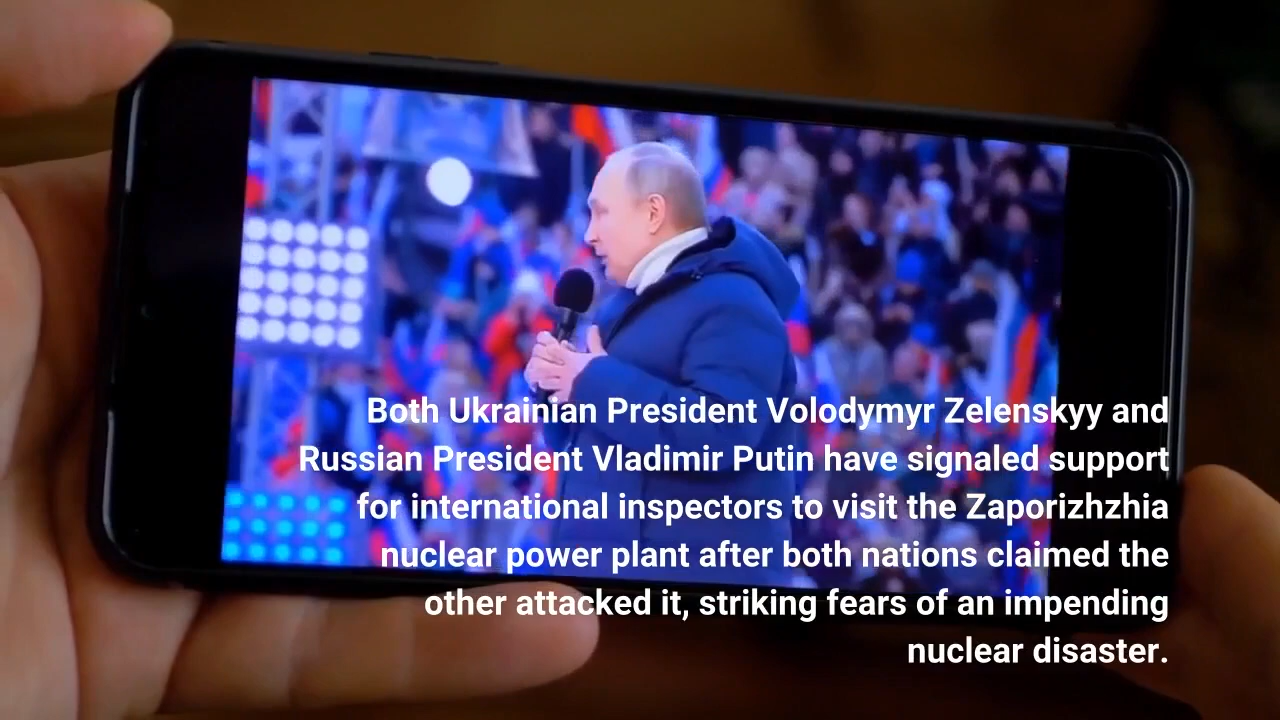 Both Ukrainian President Volodymyr Zelenskyy and
Russian President Vladimir Putin have signaled support
for international inspectors to visit the Zaporizhzhia
nuclear power plant after both nations claimed the
other attacked it, striking fears of an impending
nuclear disaster.